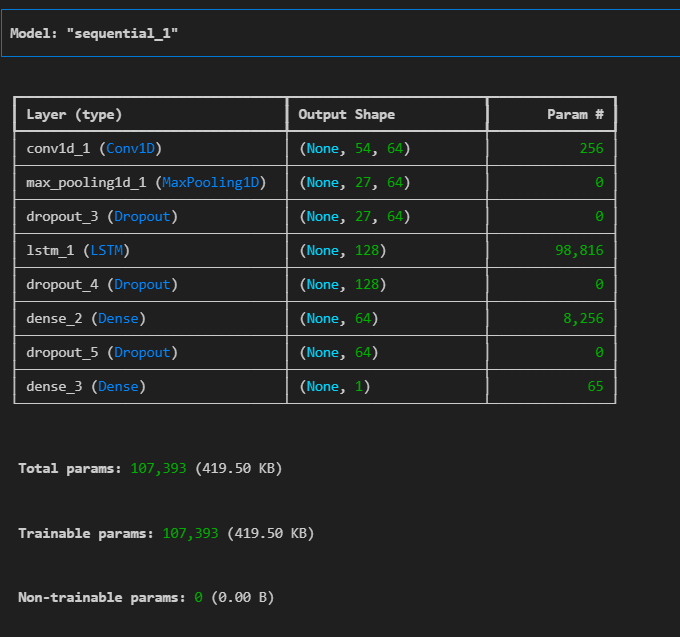 Model: "sequential_1"
Layer (type) Output Shape Param #
conv1d_1 (Conv1D) (None, 54, 64) 256
max_pooling1d_1 (MaxPooling1D) (None, 27, 64) 0
dropout_3 (Dropout) (None, 27, 64) 0
lstm_1 (LSTM) (None, 128) 98,816
dropout_4 (Dropout) (None, 128) 0
dense_2 (Dense) (None, 64) 8,256
dropout_5 (Dropout) (None, 64) 0
dense_3 (Dense) (None, 1) 65
Total params: 107,393 (419.50 KB)
Trainable params: 107,393 (419.50 KB)
Non-trainable params: 0 (0.00 B)